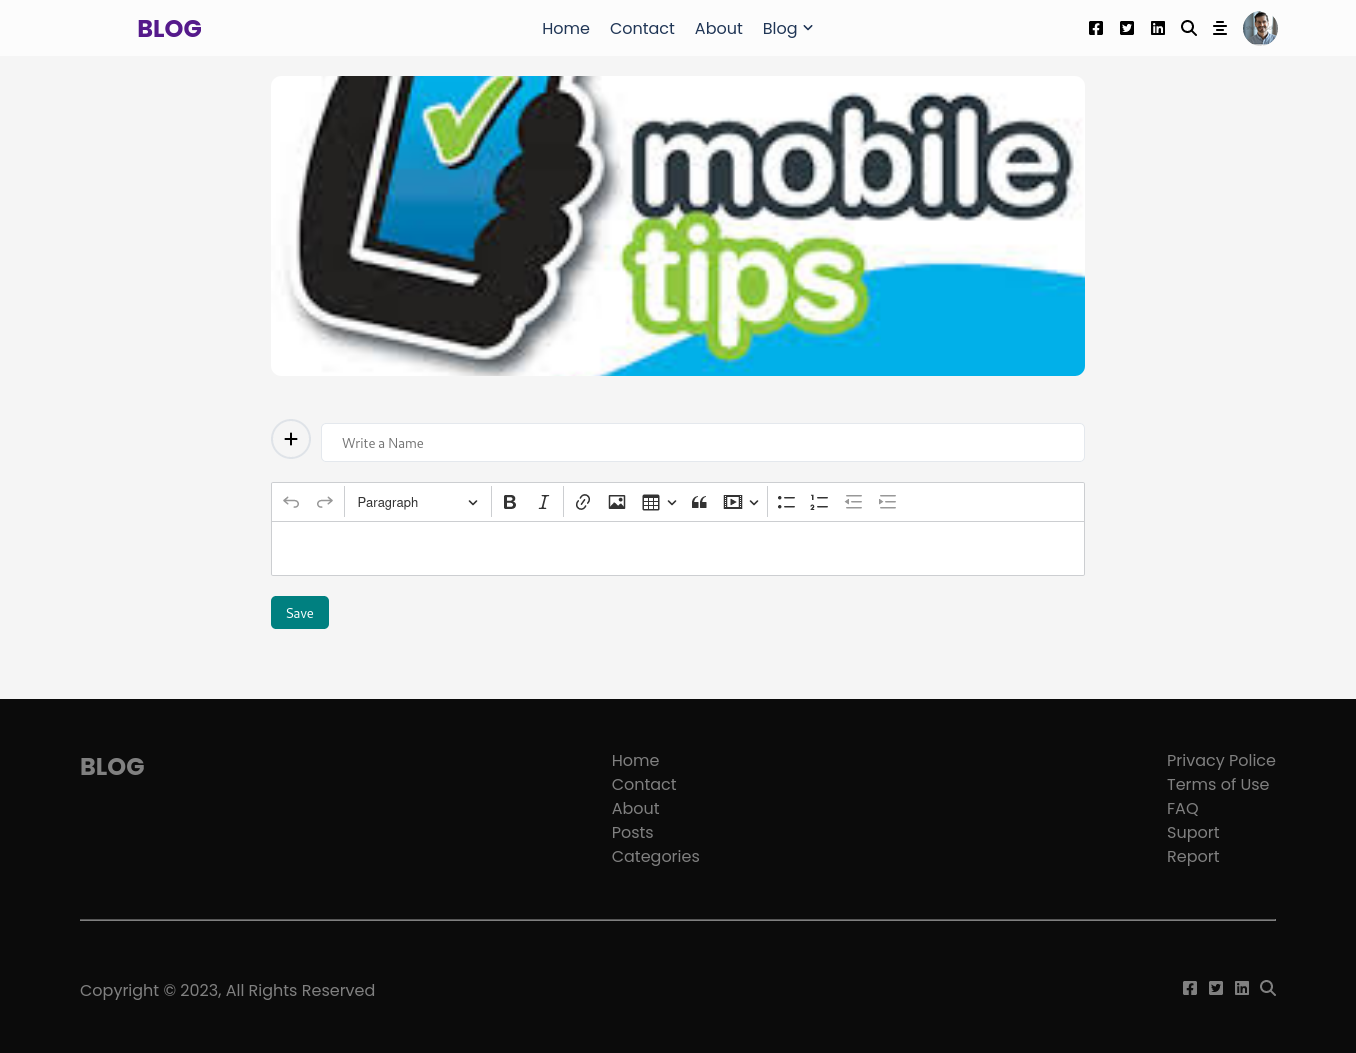 BLOG
Home Contact About Blog
mobile
tips
Write a Name
Paragraph
Save
BLOG
Home
Contact
About
Posts
Categories
Privacy Police
Terms of Use
FAQ
Suport
Report
Copyright © 2023, All Rights Reserved